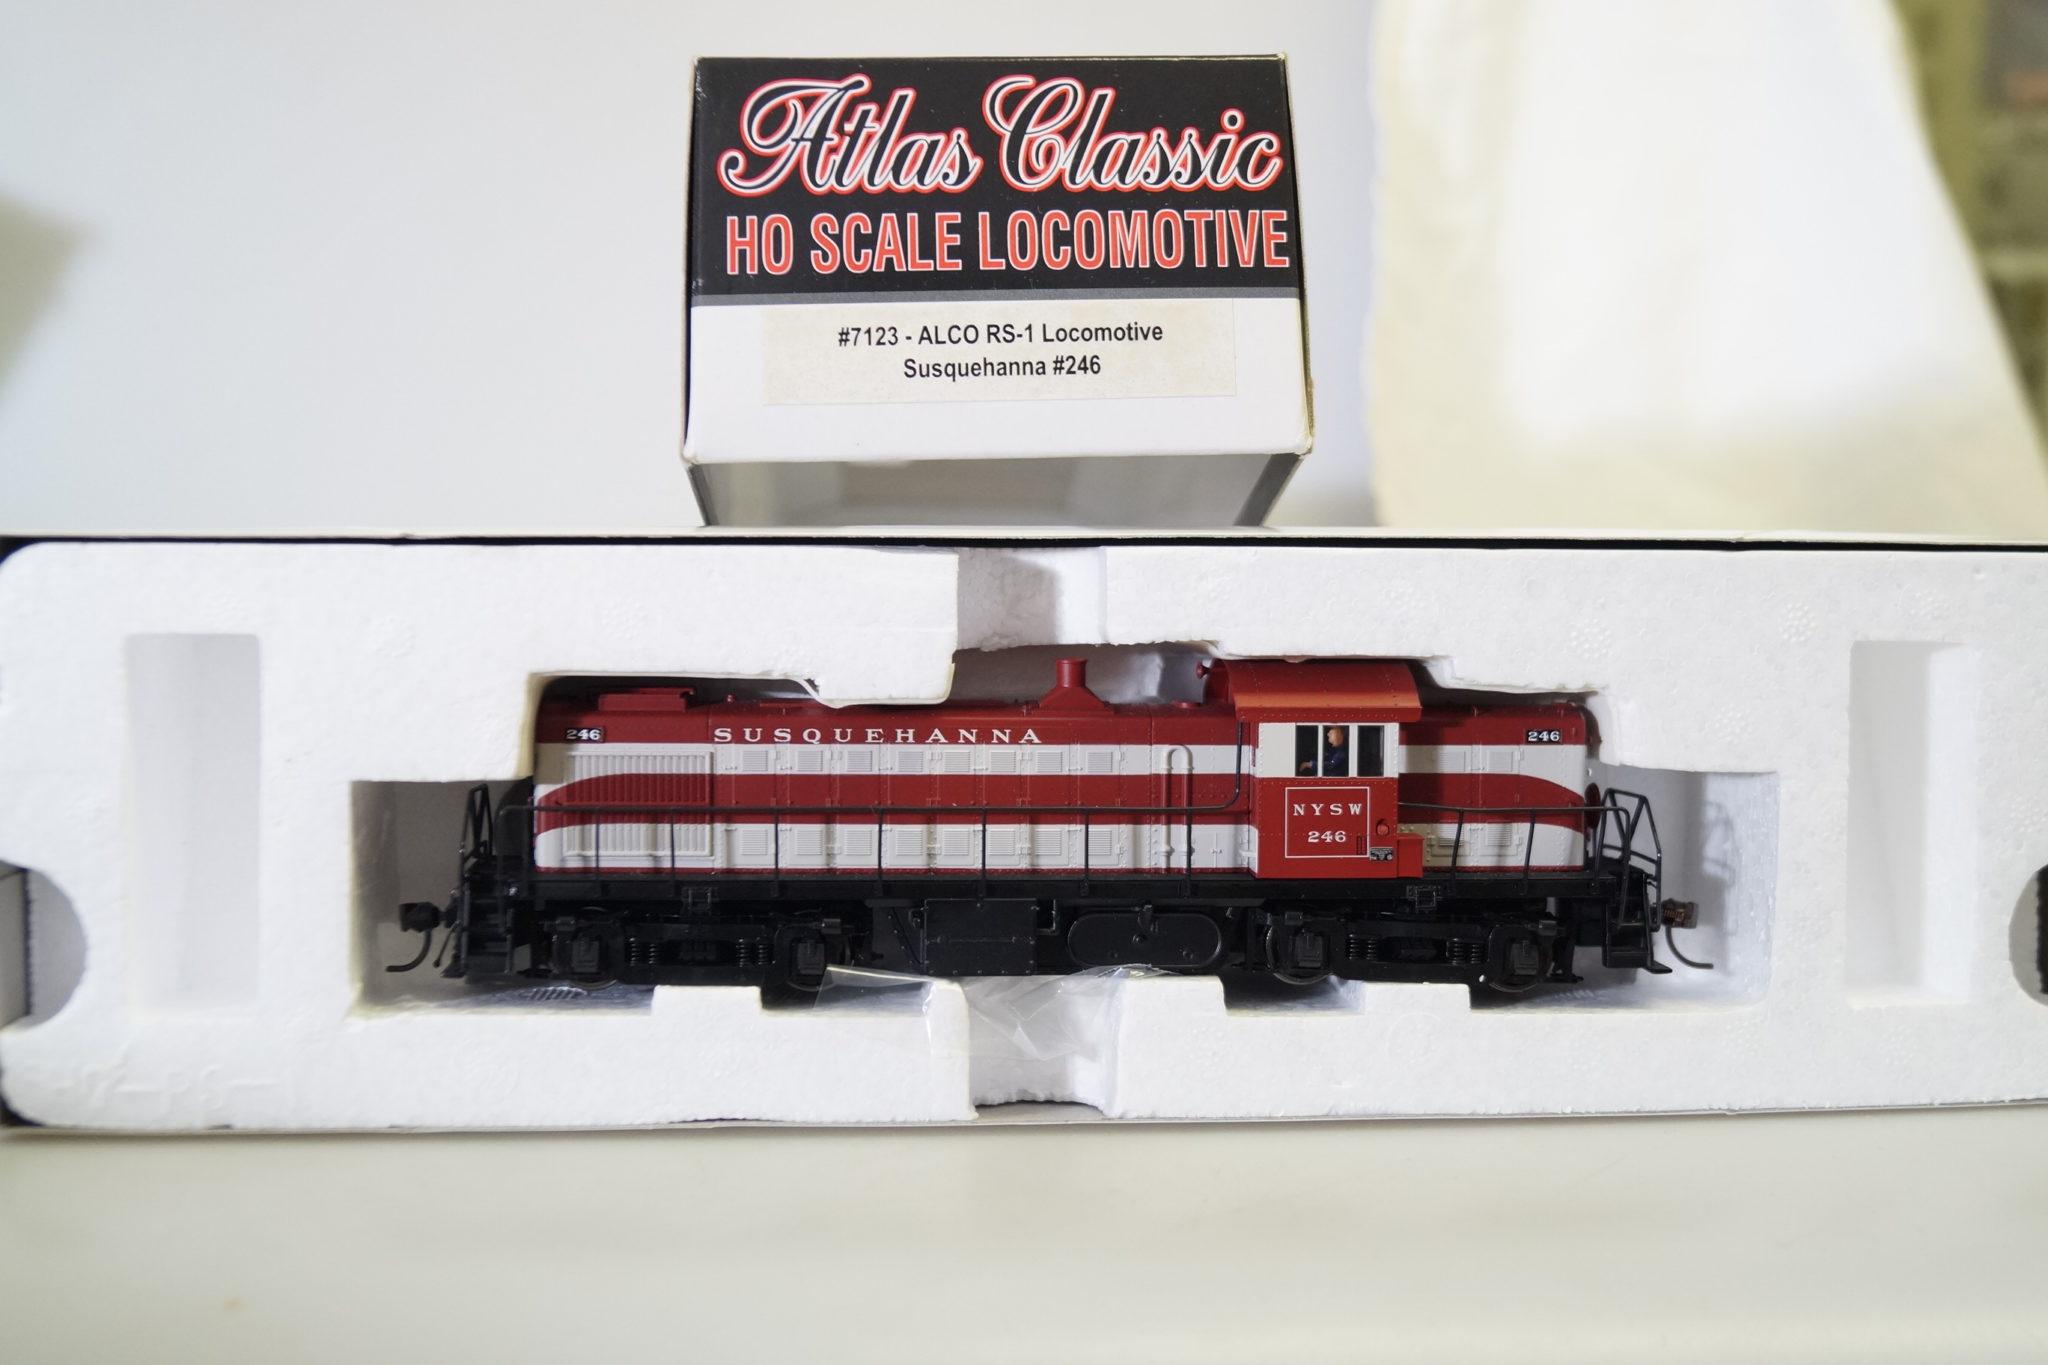 Atlas Classic
HO SCALE LOCOMOTIVE
#7123 - ALCO RS-1 Locomotive
Susquehanna #246
246
SUSQUEHANNA
246
NYSW
246